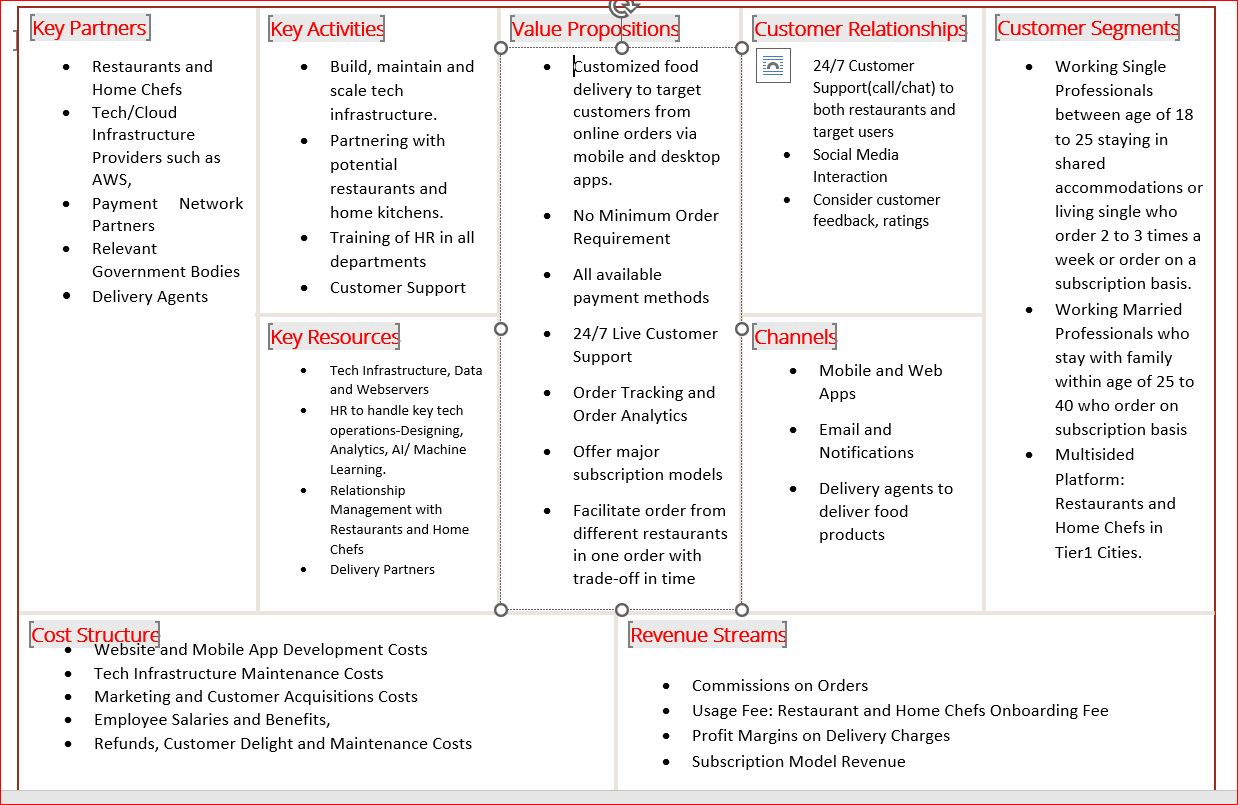 Key Partners
• Restaurants and
Home Chefs
• Tech/Cloud
Infrastructure
Providers such as
AWS,
• Payment Network
Partners
• Relevant
Government Bodies
• Delivery Agents
Key Activities
• Build, maintain and
scale tech
infrastructure.
• Partnering with
potential
restaurants and
home kitchens.
• Training of HR in all
departments
• Customer Support
Key Resources
• Tech Infrastructure, Data
and Webservers
• HR to handle key tech
operations-Designing,
Analytics, AI/ Machine
Learning.
• Relationship
Management with
Restaurants and Home
Chefs
• Delivery Partners
Value Propositions
• Customized food
delivery to target
customers from
online orders via
mobile and desktop
apps.
• No Minimum Order
Requirement
• All available
payment methods
• 24/7 Live Customer
Support
• Order Tracking and
Order Analytics
• Offer major
subscription models
• Facilitate order from
different restaurants
in one order with
trade-off in time
Customer Relationships
24/7 Customer
Support(call/chat) to
both restaurants and
target users
• Social Media
Interaction
• Consider customer
feedback, ratings
Channels
• Mobile and Web
Apps
• Email and
Notifications
• Delivery agents to
deliver food
products
Customer Segments
• Working Single
Professionals
between age of 18
to 25 staying in
shared
accommodations or
living single who
order 2 to 3 times a
week or order on a
subscription basis.
• Working Married
Professionals who
stay with family
within age of 25 to
40 who order on
subscription basis
• Multisided
Platform:
Restaurants and
Home Chefs in
Tier1 Cities.
Cost Structure
• Website and Mobile App Development Costs
• Tech Infrastructure Maintenance Costs
• Marketing and Customer Acquisitions Costs
• Employee Salaries and Benefits,
• Refunds, Customer Delight and Maintenance Costs
Revenue Streams
• Commissions on Orders
• Usage Fee: Restaurant and Home Chefs Onboarding Fee
• Profit Margins on Delivery Charges
• Subscription Model Revenue